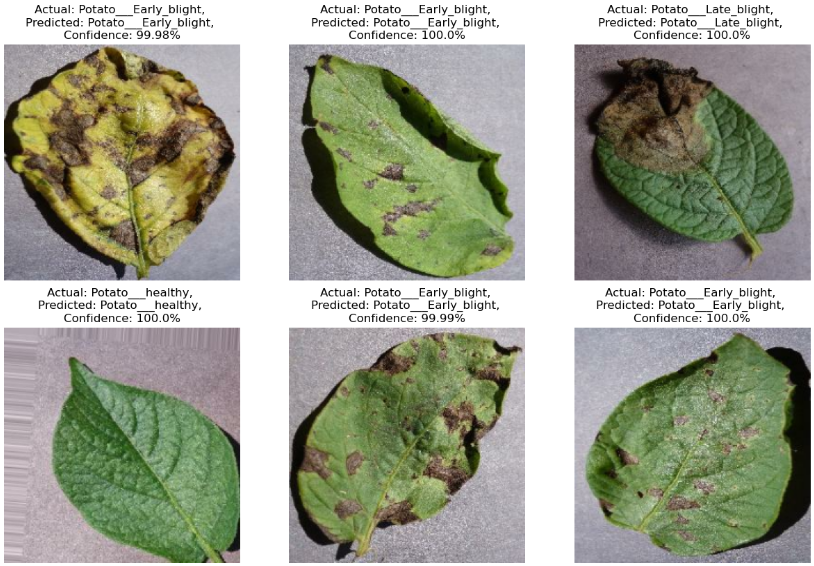 Actual: Potato___Early_blight,
Predicted: Potato___Early_blight,
Confidence: 99.98%
Actual: Potato___Early_blight,
Predicted: Potato___Early_blight,
Confidence: 100.0%
Actual: Potato___Late_blight,
Predicted: Potato___Late_blight,
Confidence: 100.0%
Actual: Potato___healthy,
Predicted: Potato___healthy,
Confidence: 100.0%
Actual: Potato___Early_blight,
Predicted: Potato___Early_blight,
Confidence: 99.99%
Actual: Potato___Early_blight,
Predicted: Potato___Early_blight,
Confidence: 100.0%